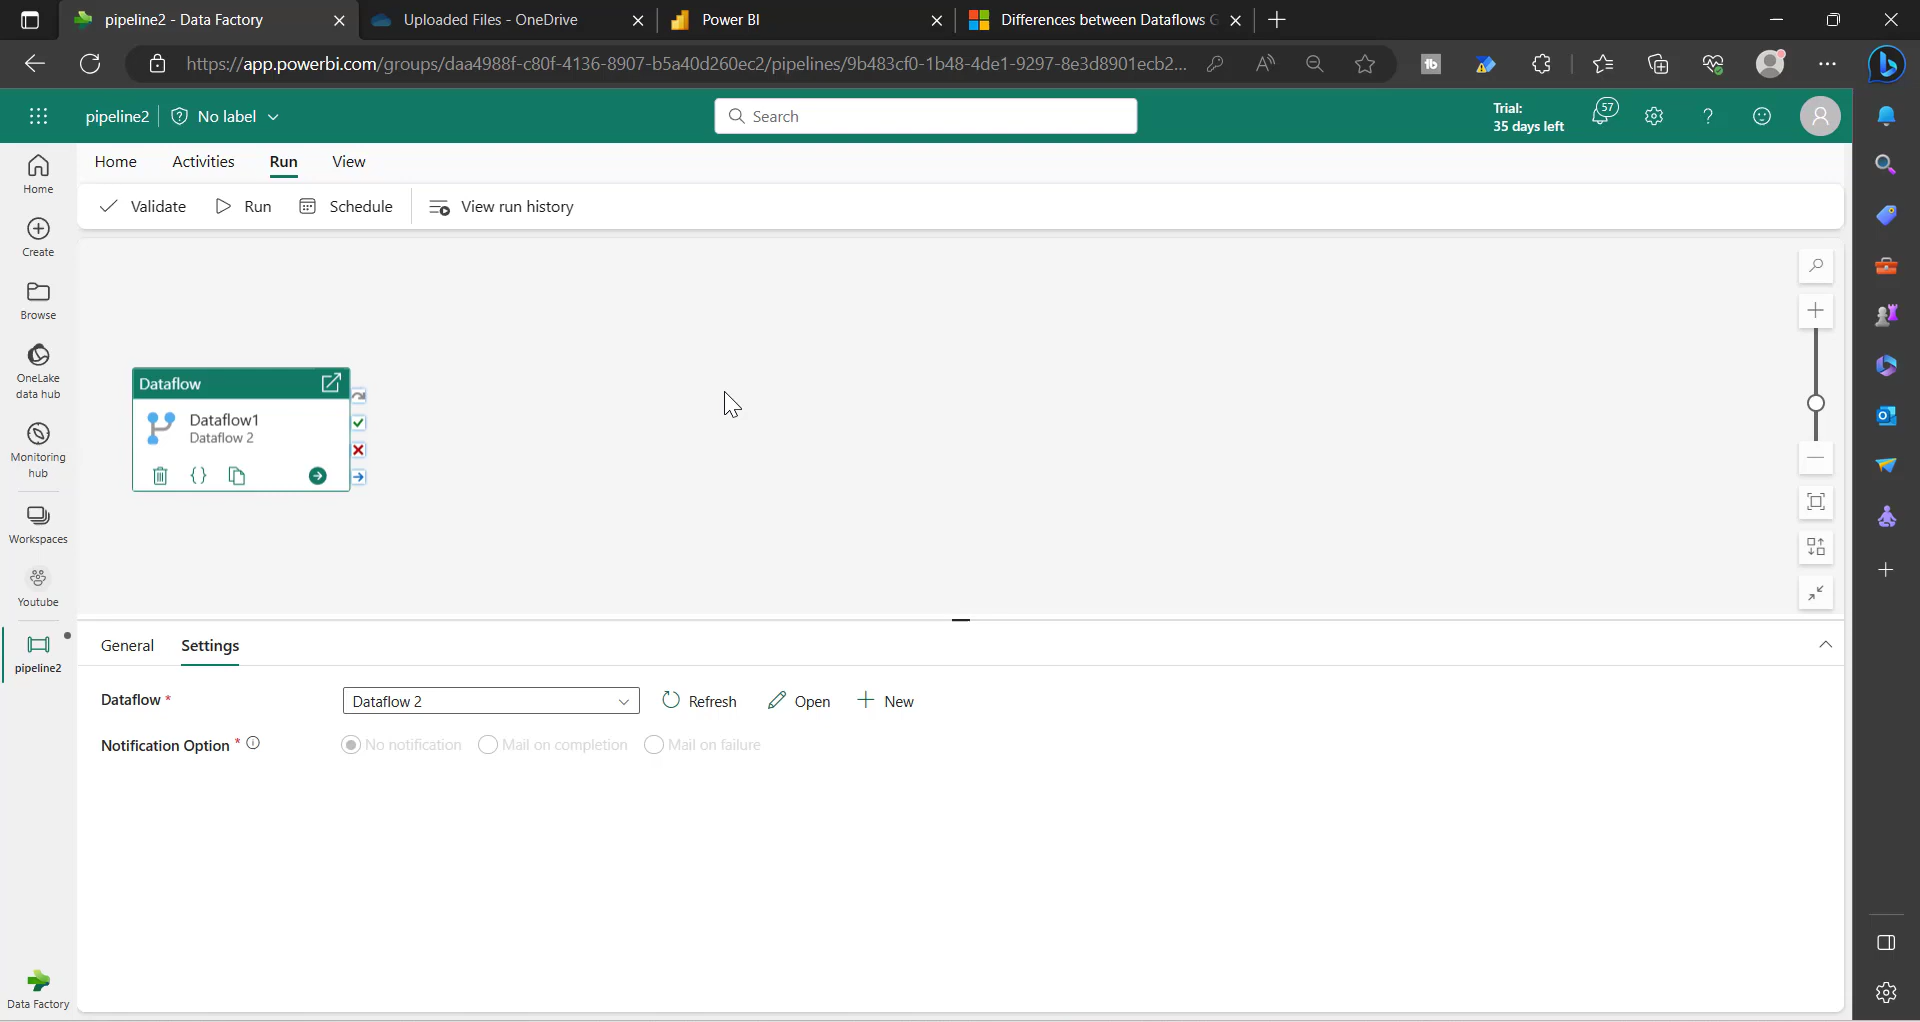 pipeline2 - Data Factory
Uploaded Files - OneDrive
Power BI
Differences between Dataflows G
https://app.powerbi.com/groups/daa4988f-c80f-4136-8907-b5a40d260ec2/pipelines/9b483cf0-1b48-4de1-9297-8e3d8901ecb2...
pipeline2
No label
Search
Trial:
35 days left
57
Home
Activities
Run
View
Validate
Run
Schedule
View run history
Home
Create
Browse
OneLake
data hub
Monitoring
hub
Workspaces
Youtube
pipeline2
Data Factory
Dataflow
Dataflow1
Dataflow 2
General
Settings
Dataflow *
Dataflow 2
Refresh
Open
New
Notification Option *
No notification
Mail on completion
Mail on failure